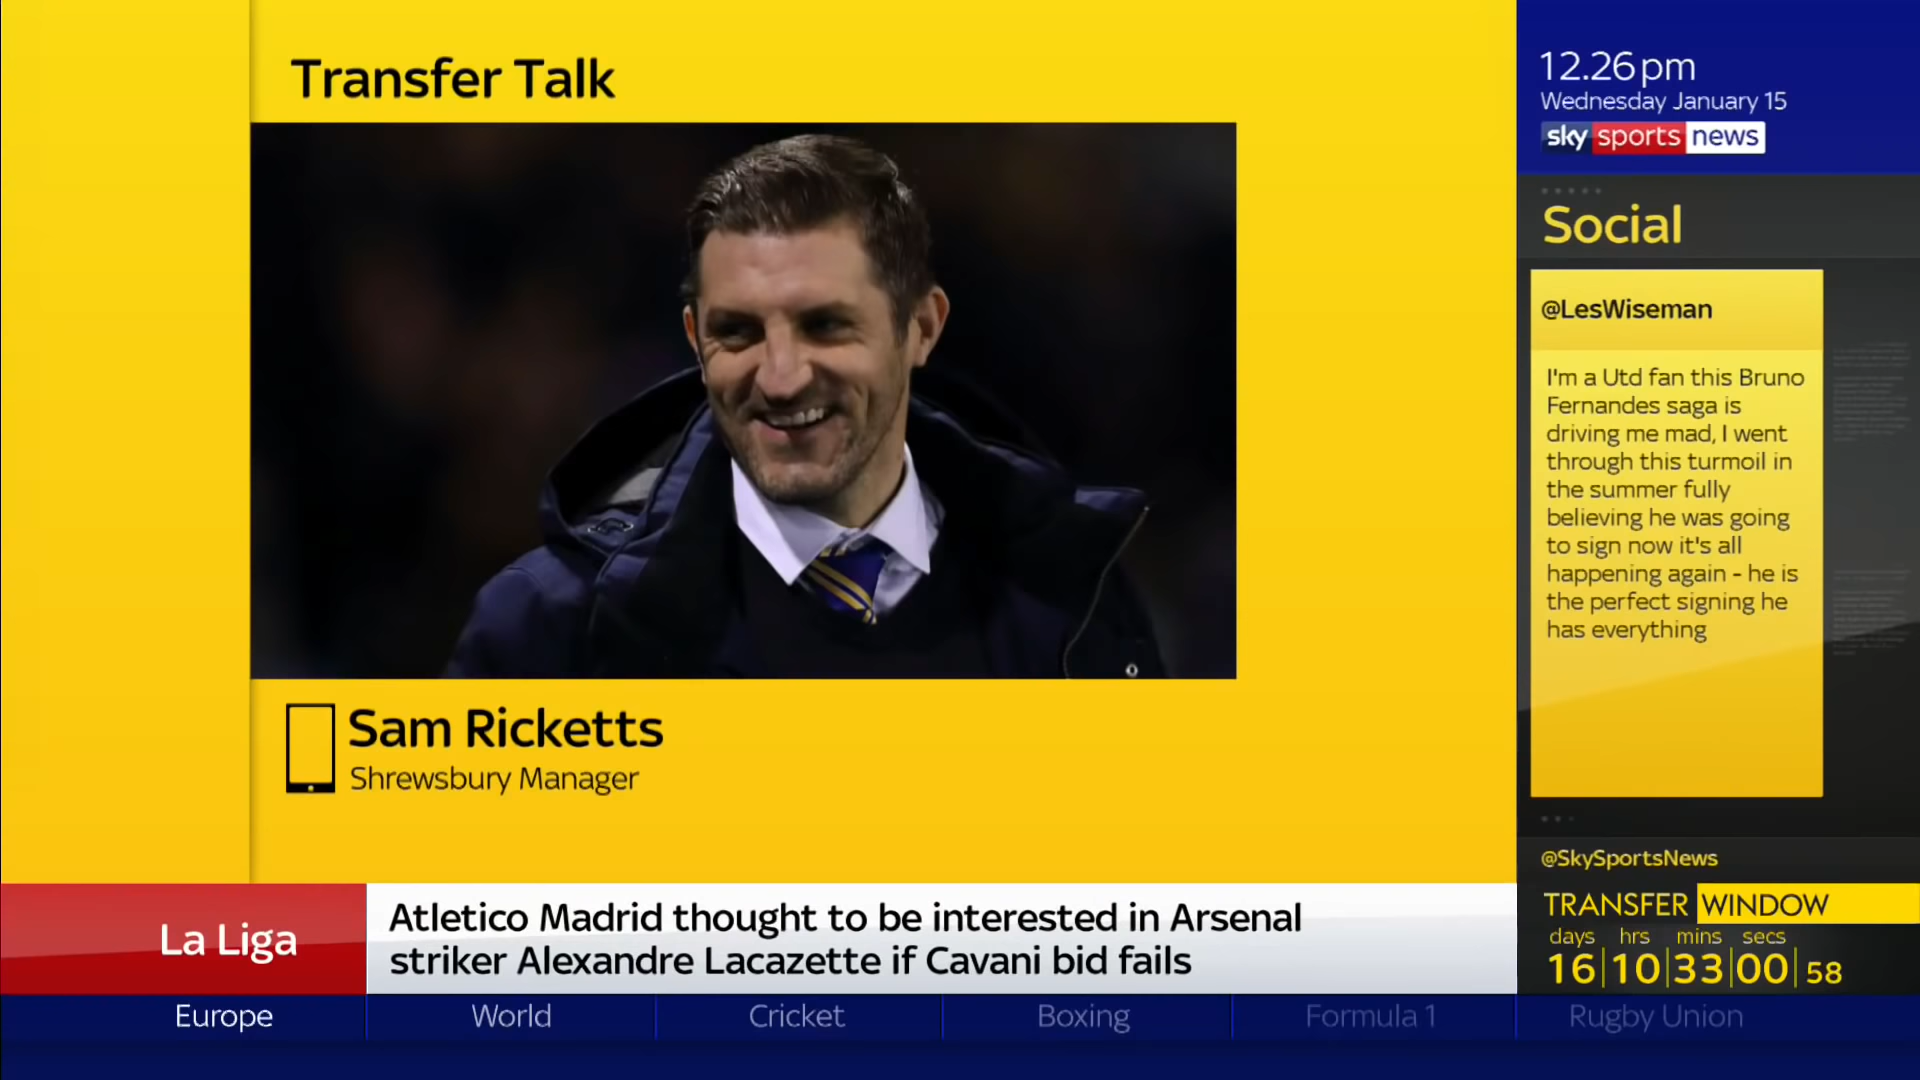 Transfer Talk
Sam Ricketts
Shrewsbury Manager
12.26pm
Wednesday January 15
sky sports news
Social
@LesWiseman
I'm a Utd fan this Bruno
Fernandes saga is
driving me mad, I went
through this turmoil in
the summer fully
believing he was going
to sign now it's all
happening again - he is
the perfect signing he
has everything
@SkySportsNews
TRANSFER WINDOW
days hrs mins secs
16 10 33 00 58
La Liga
Atletico Madrid thought to be interested in Arsenal
striker Alexandre Lacazette if Cavani bid fails
Europe World Cricket Boxing Formula 1 Rugby Union